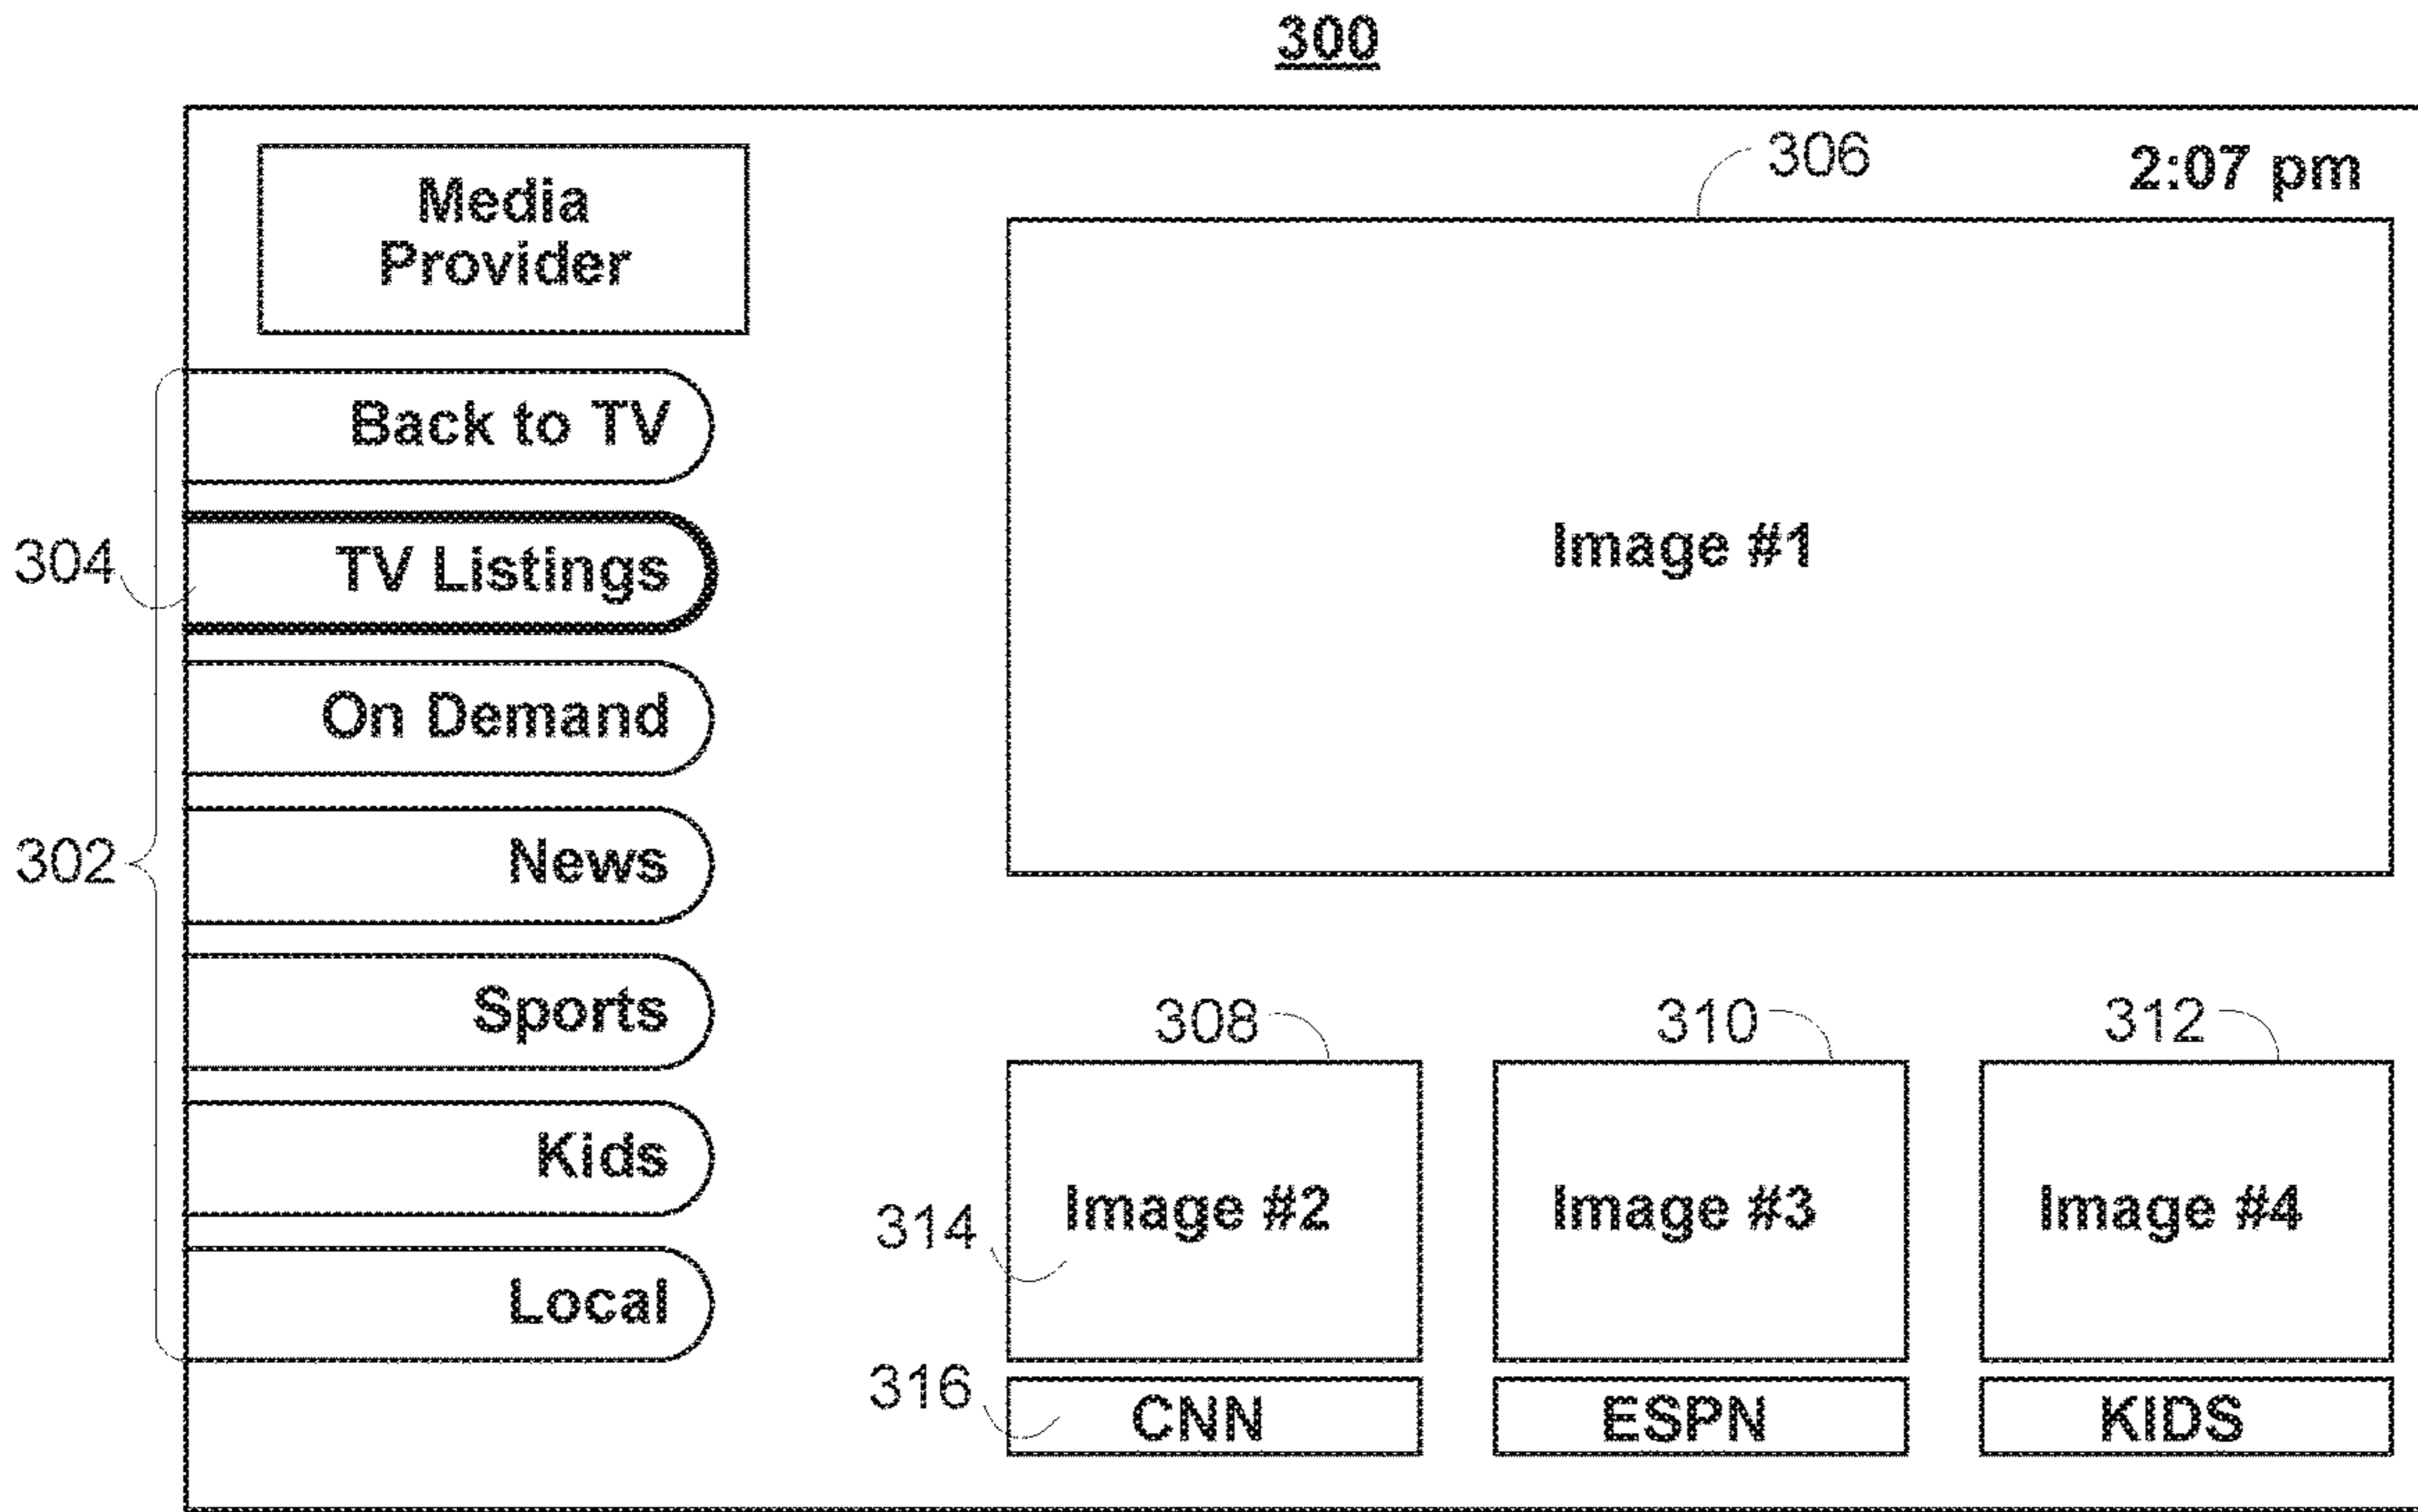 300
306
2:07 pm
Media
Provider
Back to TV
304
TV Listings
On Demand
302
News
Sports
Kids
Local
Image #1
308
310
312
314
Image #2
Image #3
Image #4
316
CNN
ESPN
KIDS